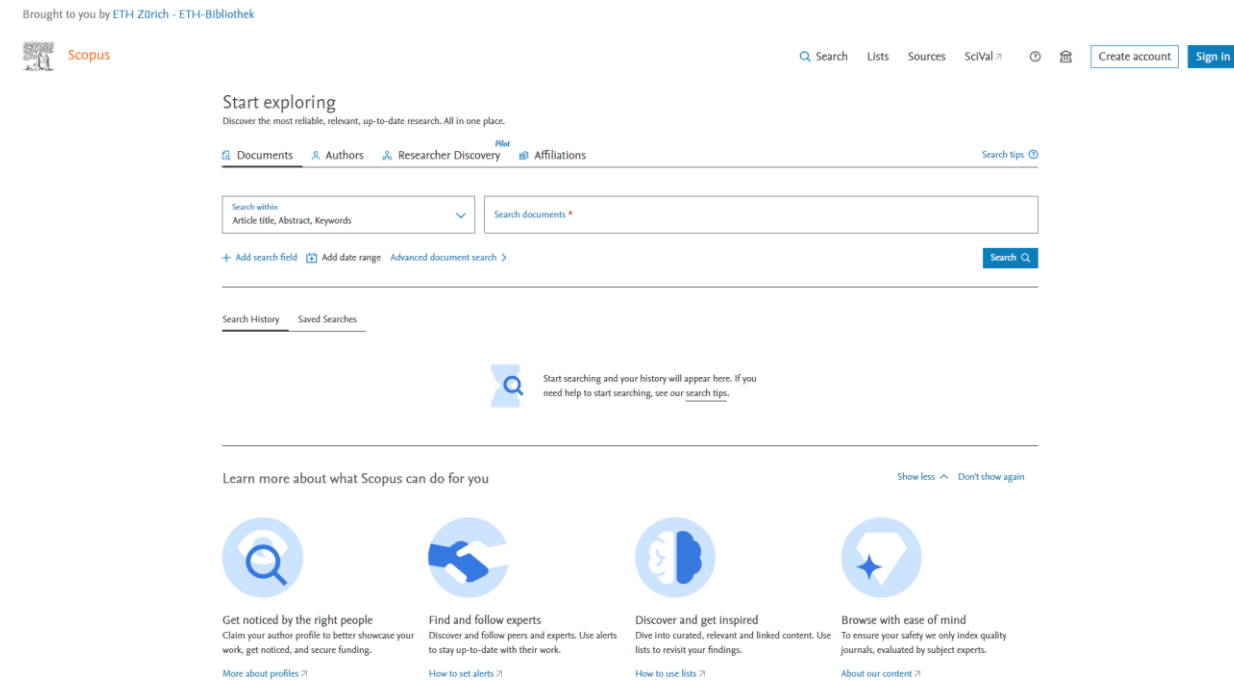 Brought to you by ETH Zürich - ETH-Bibliothek
Scopus
Search Lists Sources SciVal Create account Sign in
Start exploring
Discover the most reliable, relevant, up-to-date research. All in one place.
Pilot
Documents Authors Researcher Discovery Affiliations Search tips
Search within
Article title, Abstract, Keywords
Search documents *
+ Add search field Add date range Advanced document search >
Search
Search History Saved Searches
Start searching and your history will appear here. If you
need help to start searching, see our search tips.
Learn more about what Scopus can do for you
Show less Don't show again
Get noticed by the right people
Claim your author profile to better showcase your
work, get noticed, and secure funding.
More about profiles ↗
Find and follow experts
Discover and follow peers and experts. Use alerts
to stay up-to-date with their work.
How to set alerts ↗
Discover and get inspired
Dive into curated, relevant and linked content. Use
lists to revisit your findings.
How to use lists ↗
Browse with ease of mind
To ensure your safety we only index quality
journals, evaluated by subject experts.
About our content ↗